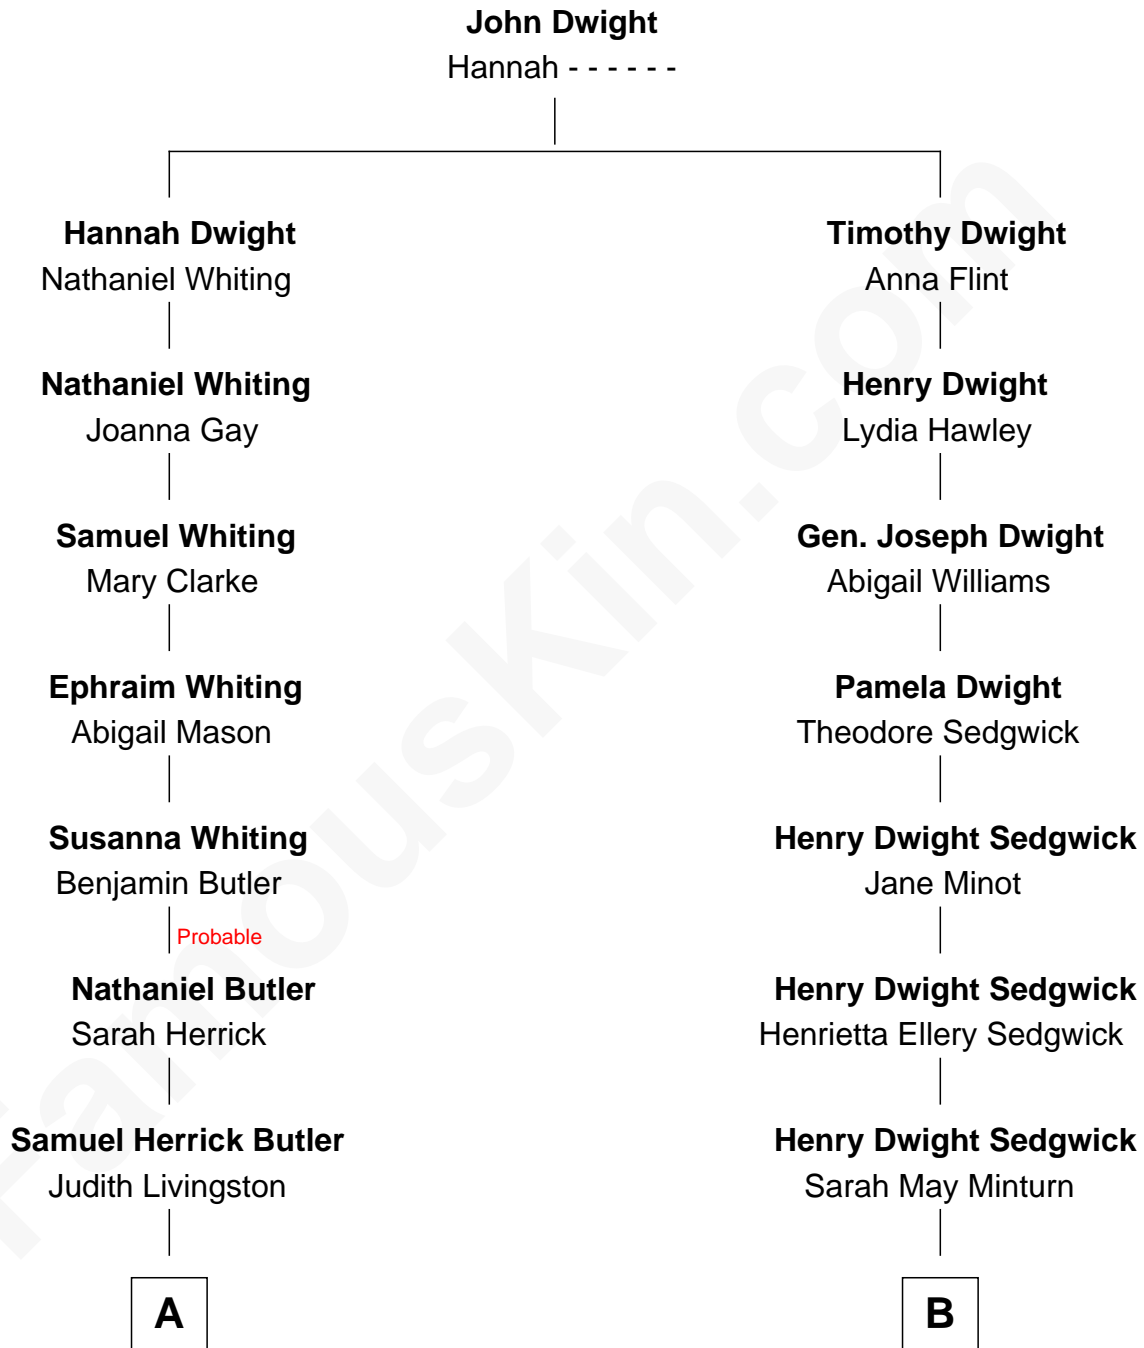 John Dwight
Hannah - - - - - -
Hannah Dwight
Nathaniel Whiting
Timothy Dwight
Anna Flint
Nathaniel Whiting
Joanna Gay
Henry Dwight
Lydia Hawley
Samuel Whiting
Mary Clarke
Gen. Joseph Dwight
Abigail Williams
Ephraim Whiting
Abigail Mason
Pamela Dwight
Theodore Sedgwick
Susanna Whiting
Benjamin Butler
Henry Dwight Sedgwick
Jane Minot
Probable
Nathaniel Butler
Sarah Herrick
Henry Dwight Sedgwick
Henrietta Ellery Sedgwick
Samuel Herrick Butler
Judith Livingston
Henry Dwight Sedgwick
Sarah May Minturn
A
B
FamousKin.com